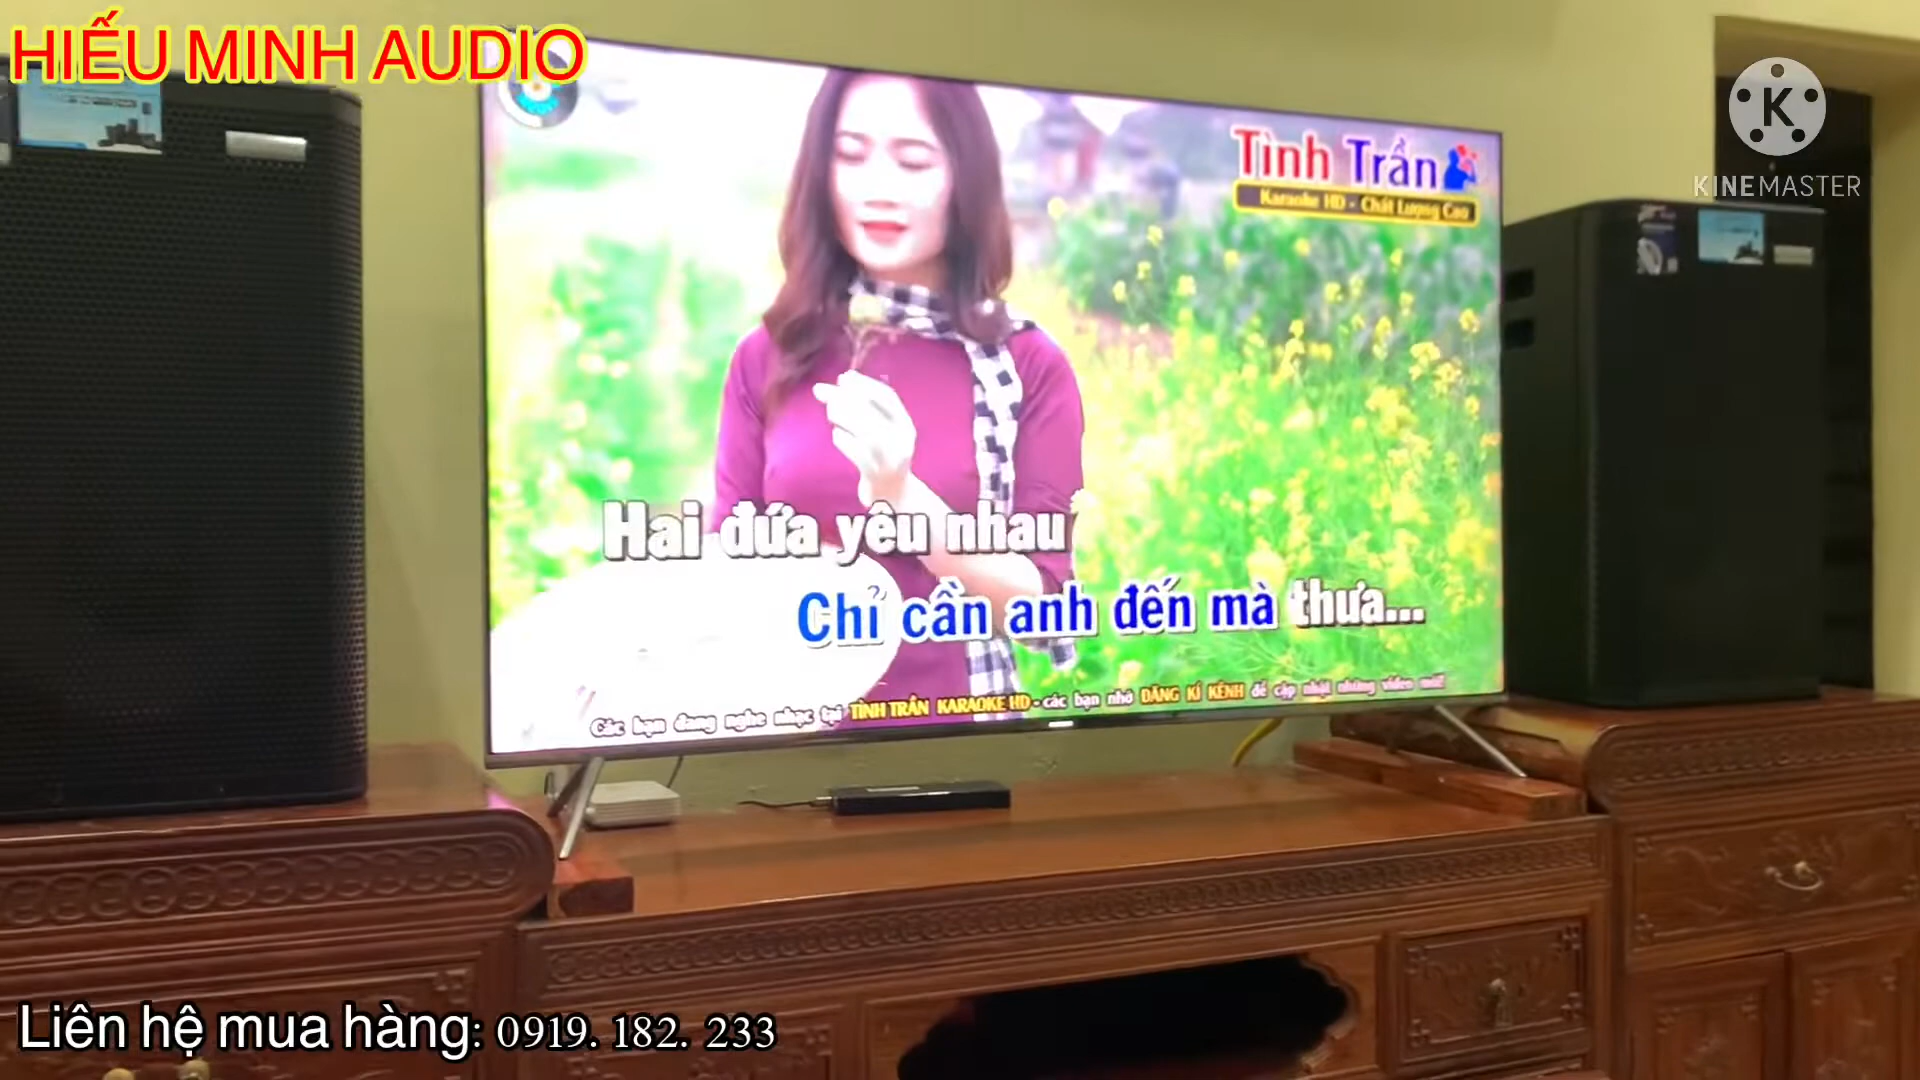 HIẾU MINH AUDIO
KINEMASTER
Tình Trần
Karaoke HD - Chất Lượng Cao
Hai đứa yêu nhau
Chỉ cần anh đến mà thưa...
Các bạn đang nghe nhạc tại TÌNH TRẦN KARAOKE HD - các bạn nhớ ĐĂNG KÍ KÊNH để cập nhật những video mới!
Liên hệ mua hàng: 0919. 182. 233